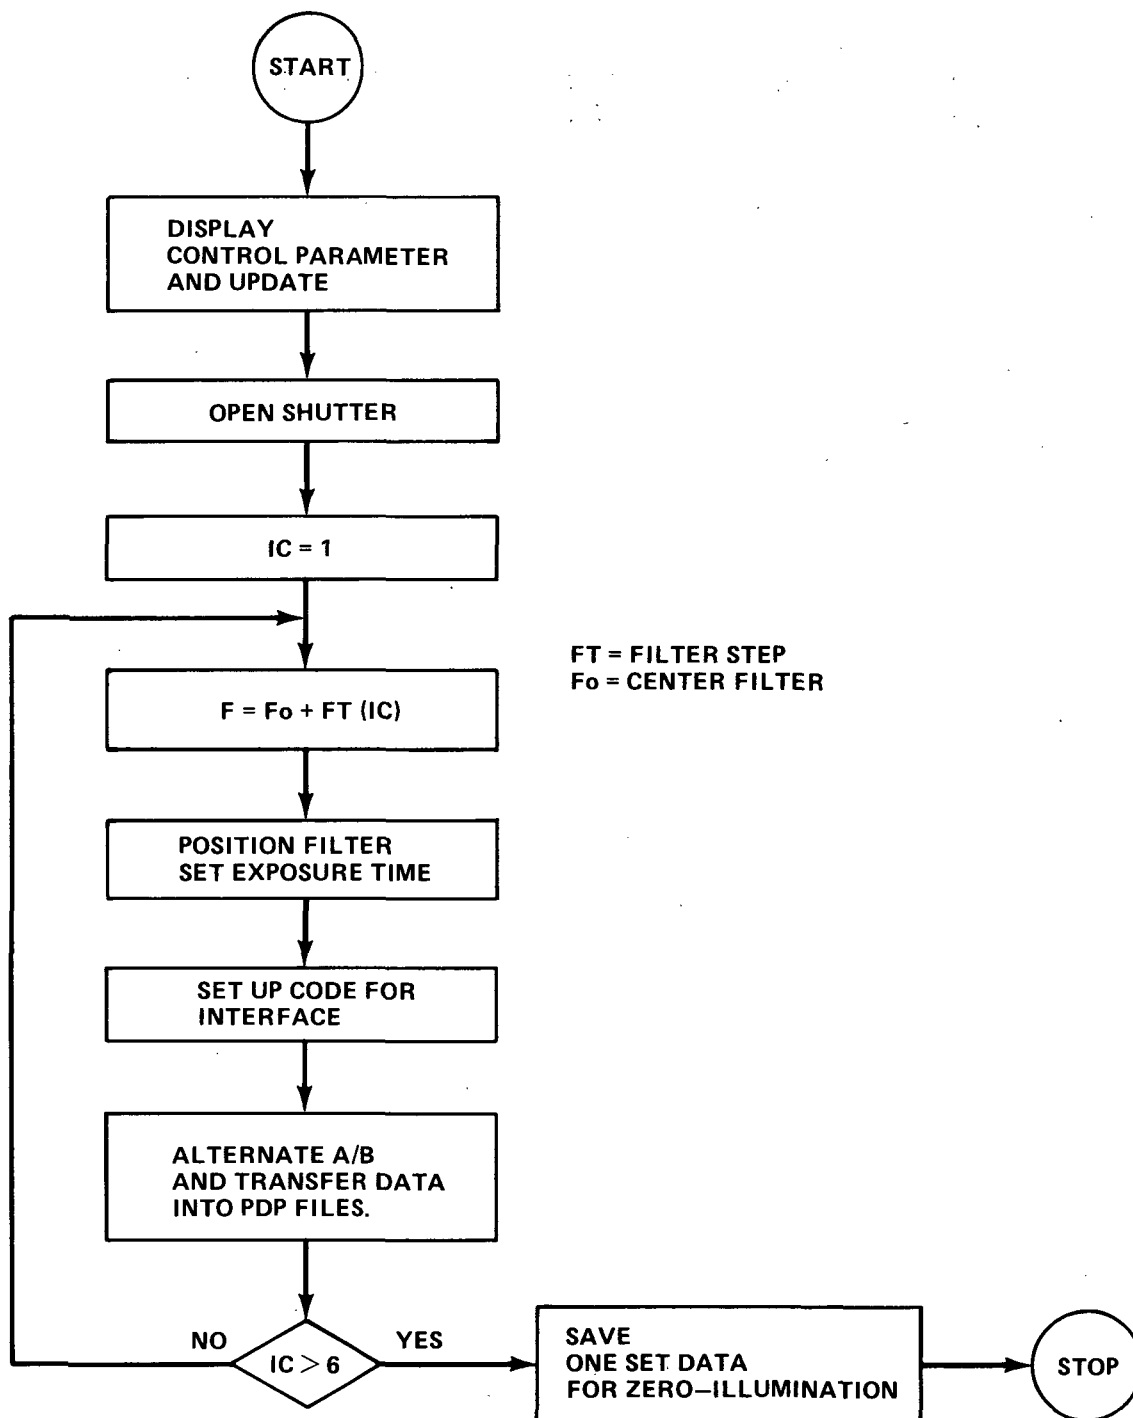 START
DISPLAY
CONTROL PARAMETER
AND UPDATE
OPEN SHUTTER
IC = 1
FT = FILTER STEP
Fo = CENTER FILTER
F = Fo + FT (IC)
POSITION FILTER
SET EXPOSURE TIME
SET UP CODE FOR
INTERFACE
ALTERNATE A/B
AND TRANSFER DATA
INTO PDP FILES.
NO
IC > 6
YES
SAVE
ONE SET DATA
FOR ZERO–ILLUMINATION
STOP